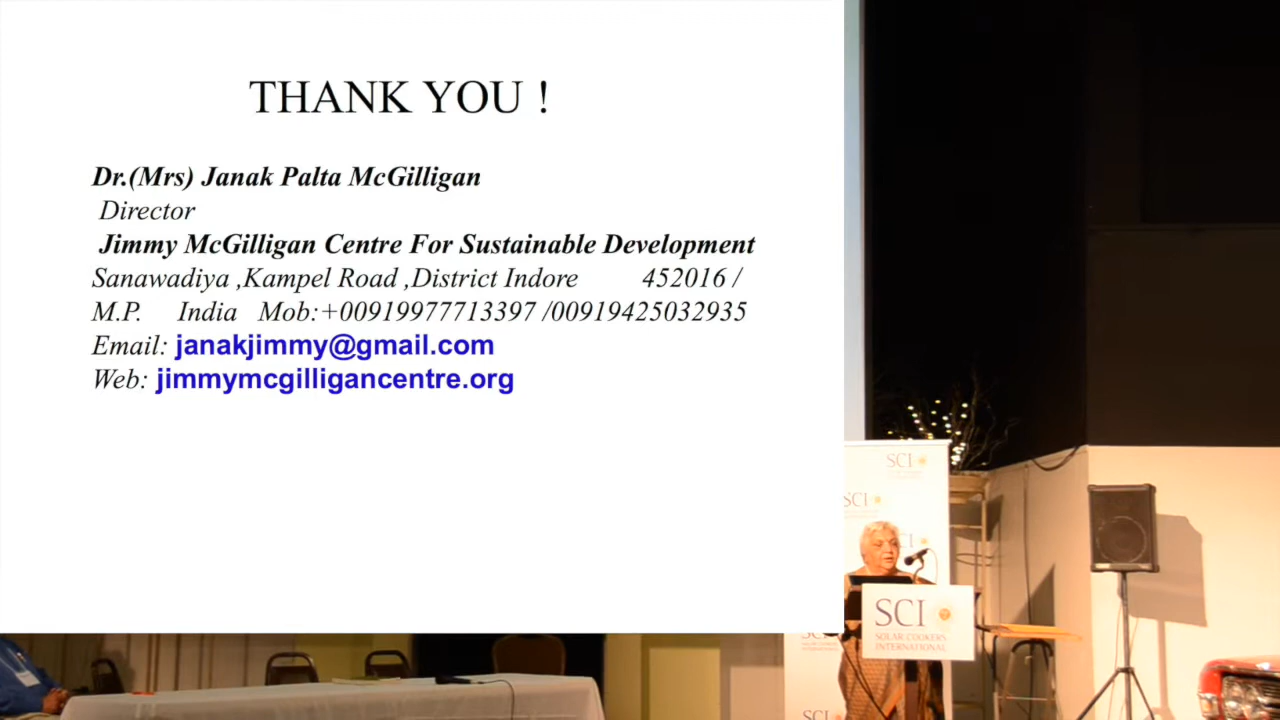 THANK YOU !
Dr.(Mrs) Janak Palta McGilligan
Director
Jimmy McGilligan Centre For Sustainable Development
Sanawadiya ,Kampel Road ,District Indore 452016 /
M.P. India Mob:+00919977713397 /00919425032935
Email: janakjimmy@gmail.com
Web: jimmymcgilligancentre.org
SCI
SCI
SCI
SOLAR COOKERS
INTERNATIONAL
SCI